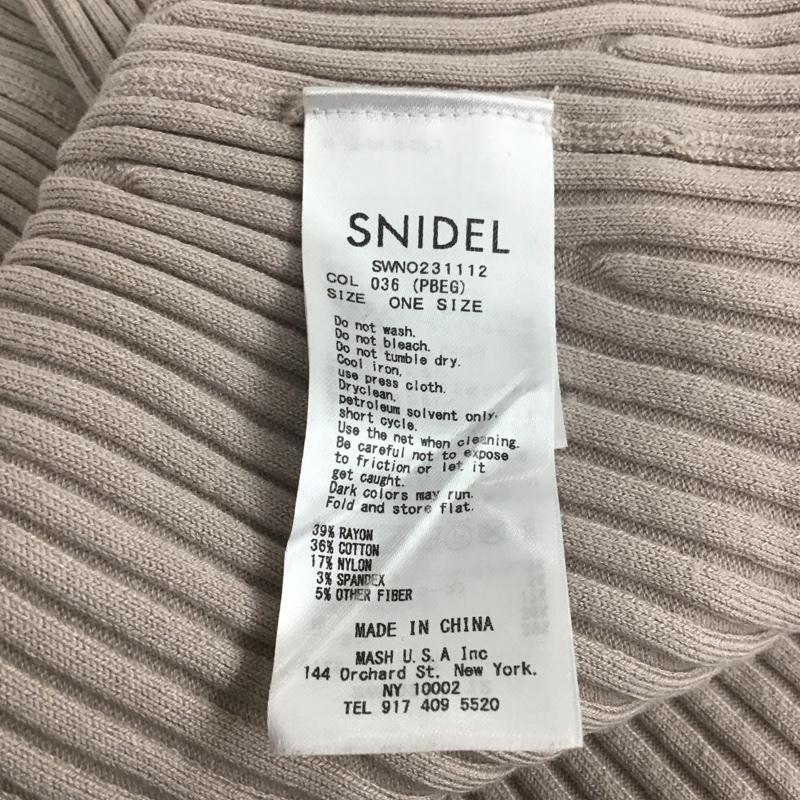 SNIDEL
SWNO231112
COL 036 (PBEG)
SIZE ONE SIZE
Do not wash.
Do not bleach.
Do not tumble dry.
Cool iron,
use press cloth.
Dryclean,
petroleum solvent only.
short cycle.
Use the net when cleaning.
Be careful not to expose
to friction or let it
get caught.
Dark colors may run.
Fold and store flat.
39% RAYON
36% COTTON
17% NYLON
3% SPANDEX
5% OTHER FIBER
MADE IN CHINA
MASH U.S.A Inc
144 Orchard St. New York.
NY 10002
TEL 917 409 5520